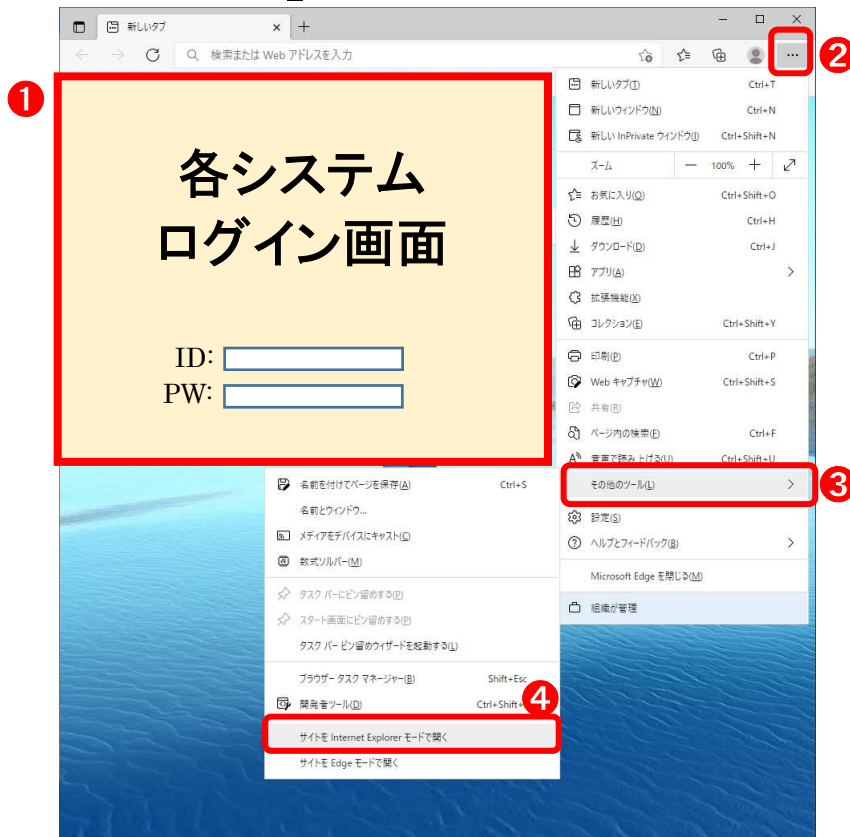 新しいタブ
検索または Web アドレスを入力
❶
❷
各システム
ログイン画面
ID:
PW:
新しいタブ(T) Ctrl+T
新しいウィンドウ(N) Ctrl+N
新しい InPrivate ウィンドウ(I) Ctrl+Shift+N
ズーム 100%
お気に入り(O) Ctrl+Shift+O
履歴(H) Ctrl+H
ダウンロード(D) Ctrl+J
アプリ(A)
拡張機能(X)
コレクション(E) Ctrl+Shift+Y
印刷(P) Ctrl+P
Web キャプチャ(W) Ctrl+Shift+S
共有(R)
ページ内の検索(F) Ctrl+F
音声で読み上げる(U) Ctrl+Shift+U
その他のツール(L)
❸
設定(S)
ヘルプとフィードバック(B)
Microsoft Edge を閉じる(M)
組織が管理
名前を付けてページを保存(A) Ctrl+S
名前とウィンドウ...
メディアをデバイスにキャスト(C)
数式ソルバー(M)
タスク バーにピン留めする(P)
スタート画面にピン留めする(P)
タスク バー ピン留めウィザードを起動する(L)
ブラウザー タスク マネージャー(B) Shift+Esc
開発者ツール(D) Ctrl+Shift+
❹
サイトを Internet Explorer モードで開く
サイトを Edge モードで開く